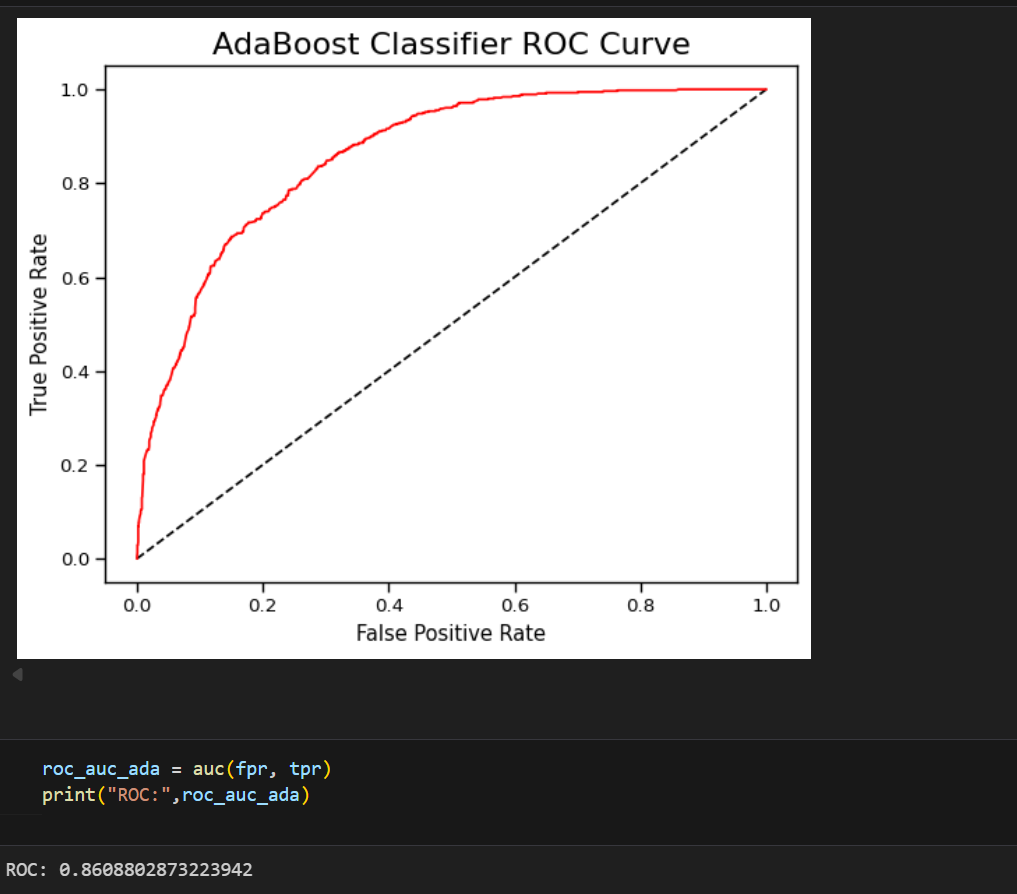 AdaBoost Classifier ROC Curve
1.0
0.8
0.6
0.4
0.2
0.0
True Positive Rate
0.0 0.2 0.4 0.6 0.8 1.0
False Positive Rate
roc_auc_ada = auc(fpr, tpr)
print("ROC:",roc_auc_ada)
ROC: 0.8608802873223942